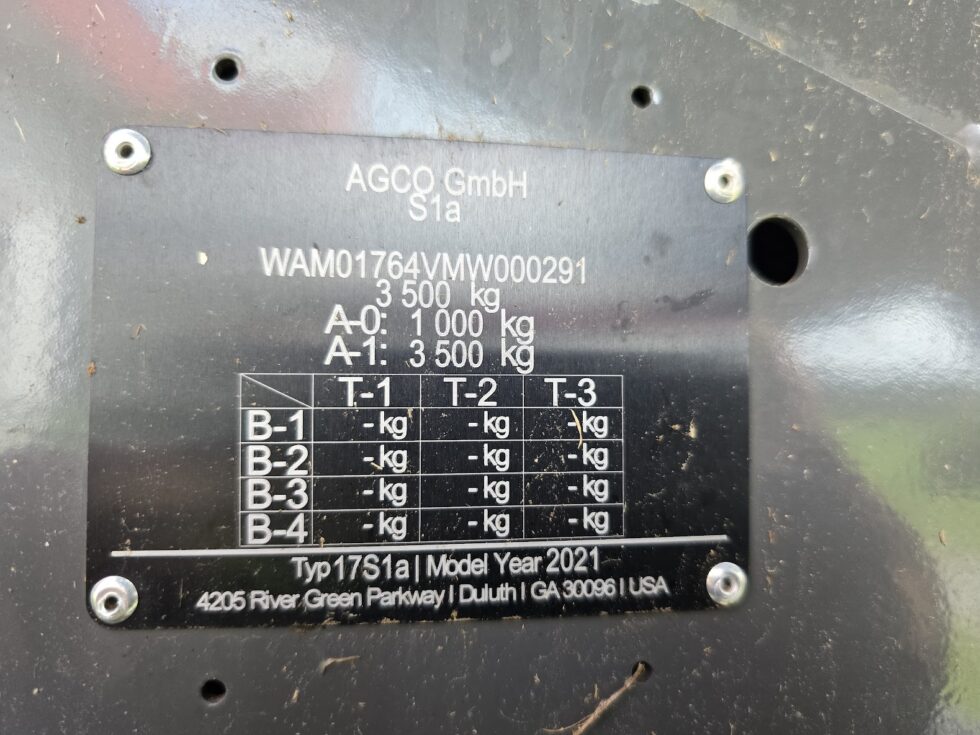 AGCO GmbH
S1a
WAM01764VMW000291
3 500 kg
A-0: 1 000 kg
A-1: 3 500 kg
T-1 T-2 T-3
B-1 -kg -kg -kg
B-2 -kg -kg -kg
B-3 -kg -kg -kg
B-4 -kg -kg -kg
Typ 17S1a | Model Year 2021
4205 River Green Parkway | Duluth | GA 30096 | USA